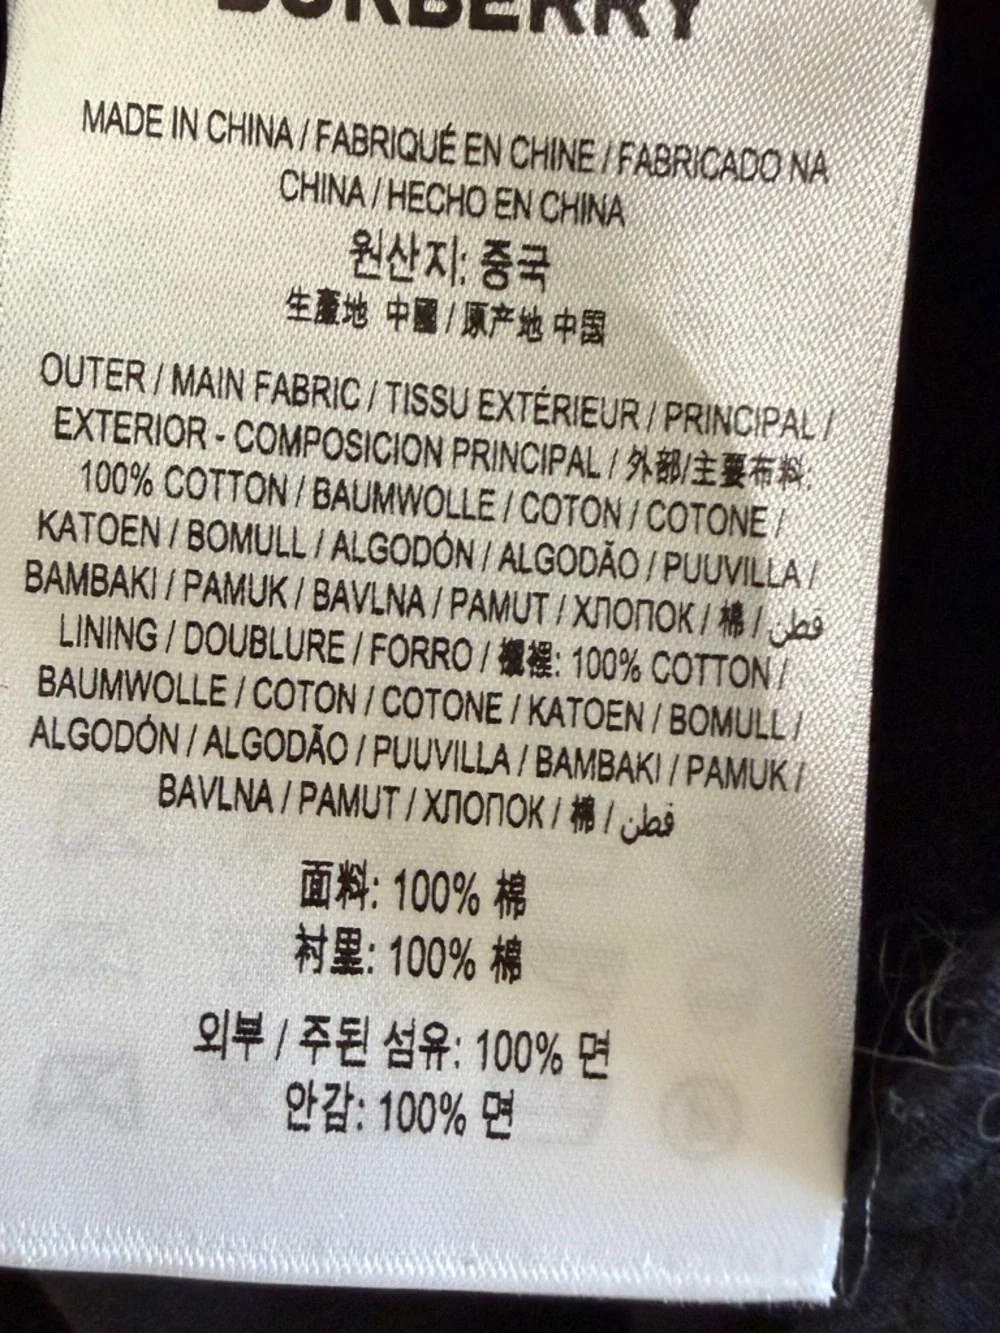 BURBERRY
MADE IN CHINA / FABRIQUÉ EN CHINE / FABRICADO NA
CHINA / HECHO EN CHINA
원산지: 중국
生產地 中國 / 原产地 中国
OUTER / MAIN FABRIC / TISSU EXTÉRIEUR / PRINCIPAL /
EXTERIOR - COMPOSICION PRINCIPAL / 外部/主要布料:
100% COTTON / BAUMWOLLE / COTON / COTONE /
KATOEN / BOMULL / ALGODÓN / ALGODÃO / PUUVILLA /
BAMBAKI / PAMUK / BAVLNA / PAMUT / ХЛОПОК / 棉 / قطن
LINING / DOUBLURE / FORRO / 襯裡: 100% COTTON /
BAUMWOLLE / COTON / COTONE / KATOEN / BOMULL /
ALGODÓN / ALGODÃO / PUUVILLA / BAMBAKI / PAMUK /
BAVLNA / PAMUT / ХЛОПОК / 棉 / قطن
面料: 100% 棉
衬里: 100% 棉
외부 / 주된 섬유: 100% 면
안감: 100% 면